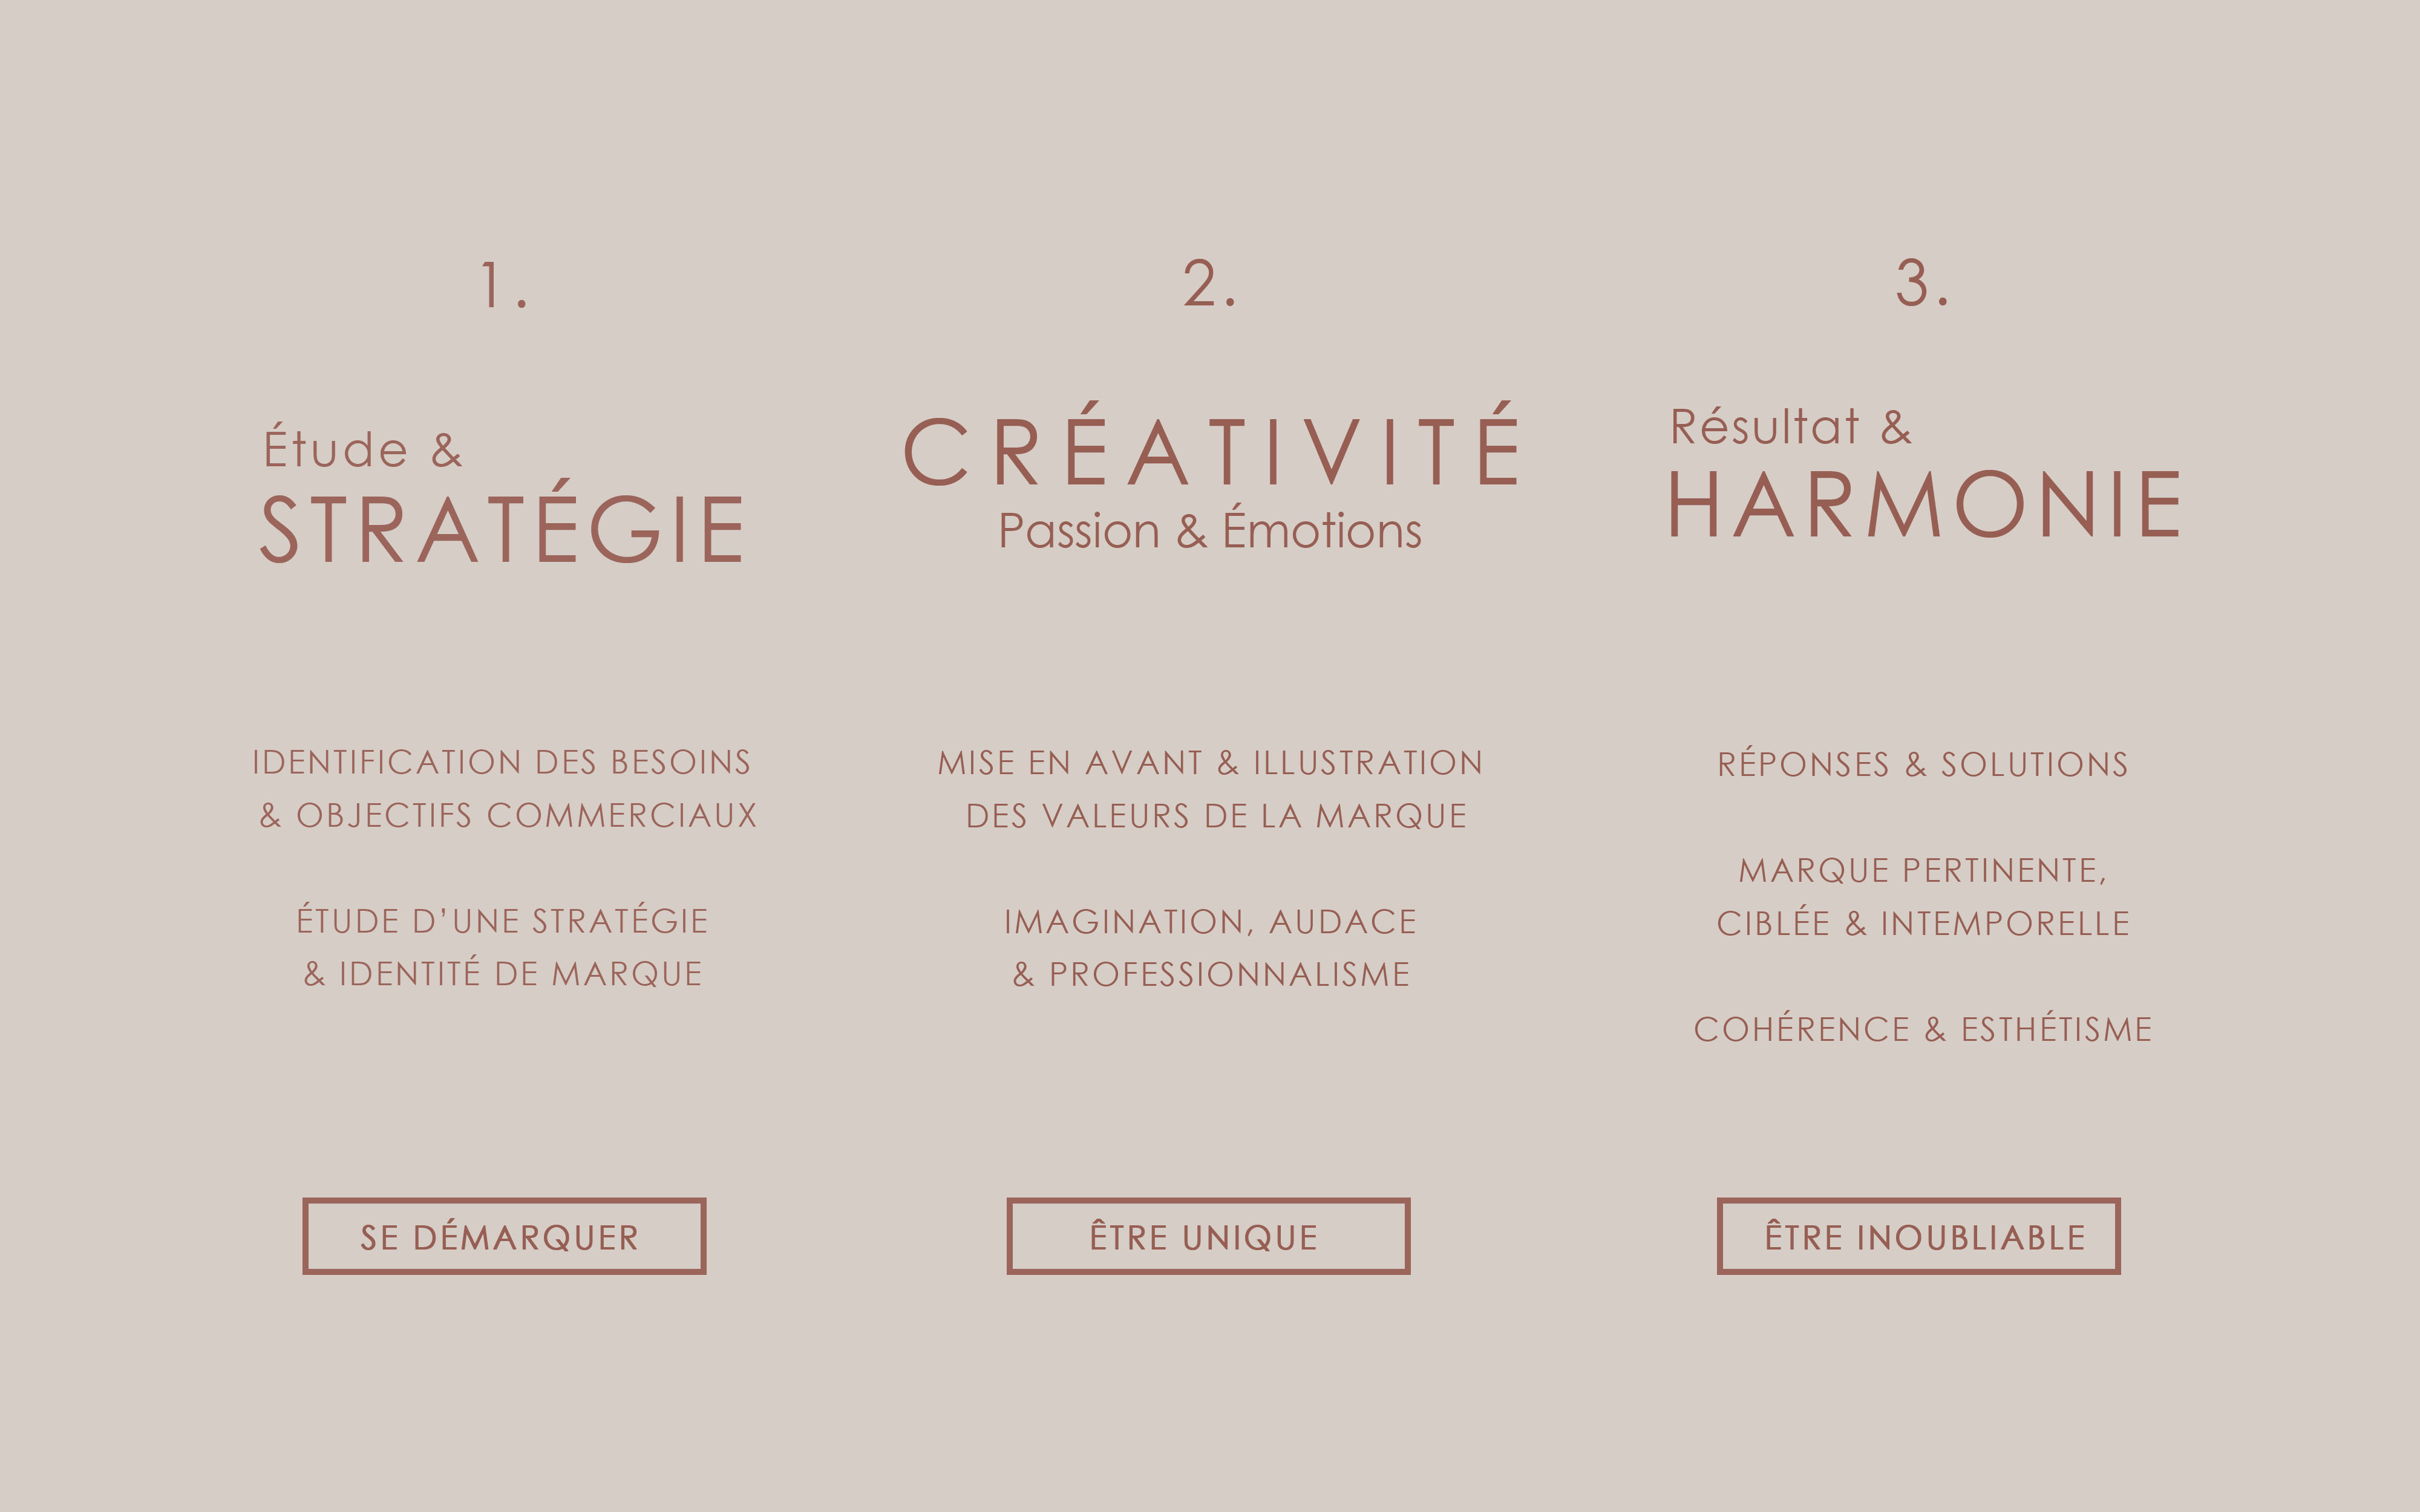 1.
Étude &
STRATÉGIE
IDENTIFICATION DES BESOINS
& OBJECTIFS COMMERCIAUX
ÉTUDE D’UNE STRATÉGIE
& IDENTITÉ DE MARQUE
SE DÉMARQUER
2.
CRÉATIVITÉ
Passion & Émotions
MISE EN AVANT & ILLUSTRATION
DES VALEURS DE LA MARQUE
IMAGINATION, AUDACE
& PROFESSIONNALISME
ÊTRE UNIQUE
3.
Résultat &
HARMONIE
RÉPONSES & SOLUTIONS
MARQUE PERTINENTE,
CIBLÉE & INTEMPORELLE
COHÉRENCE & ESTHÉTISME
ÊTRE INOUBLIABLE